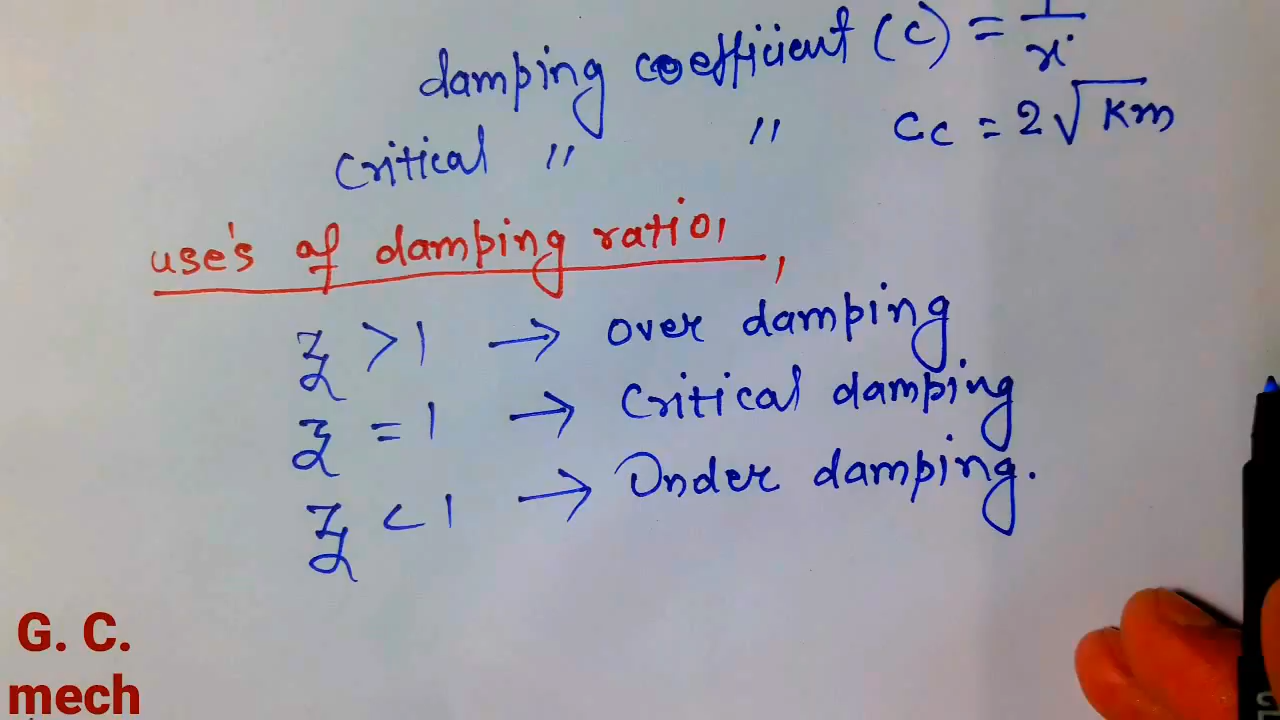 damping coefficient (c) = 1/ẋ
Critical " " Cc = 2√Km
use's of damping ratio,
ξ > 1 → over damping
ξ = 1 → Critical damping
ξ < 1 → Under damping.
G. C.
mech